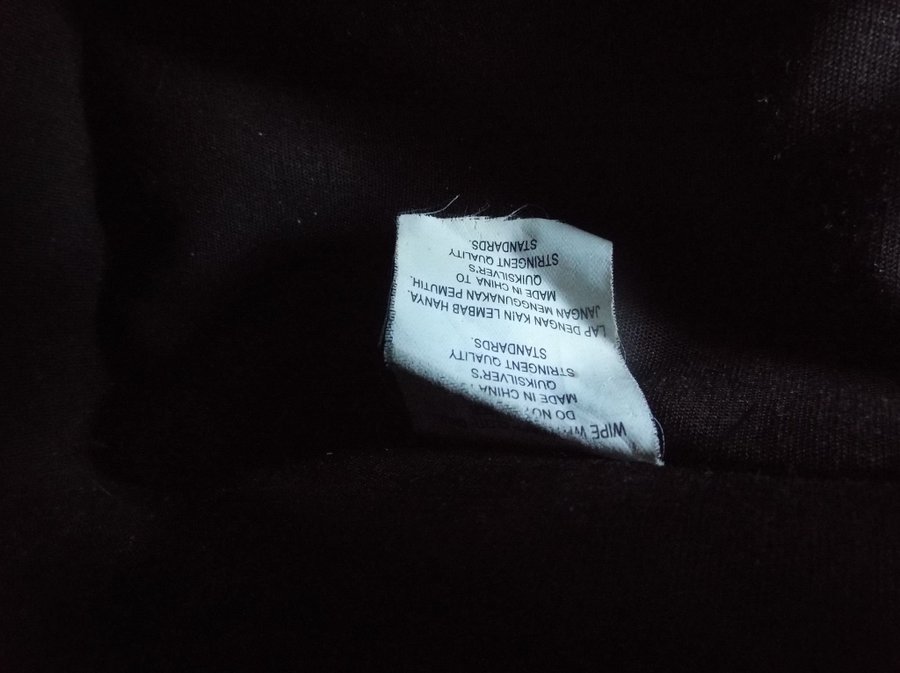 WIPE
DO NO
MADE IN CHINA
QUIKSILVER'S
STRINGENT QUALITY
STANDARDS.
LAP DENGAN KAIN LEMBAB HANYA.
JANGAN MENGGUNAKAN PEMUTIH.
MADE IN CHINA TO
QUIKSILVER'S
STRINGENT QUALITY
STANDARDS.